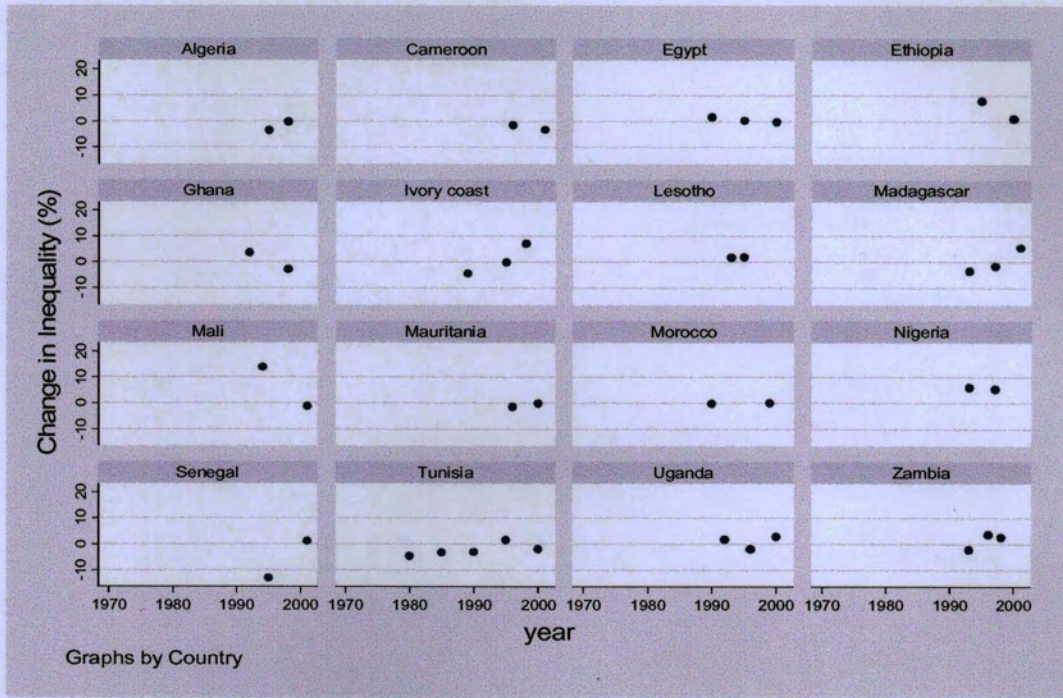 Algeria Cameroon Egypt Ethiopia
20
10
0
-10
Ghana Ivory coast Lesotho Madagascar
20
10
0
-10
Mali Mauritania Morocco Nigeria
20
10
0
-10
Senegal Tunisia Uganda Zambia
20
10
0
-10
Change in Inequality (%)
1970 1980 1990 2000 1970 1980 1990 2000 1970 1980 1990 2000 1970 1980 1990 2000
year
Graphs by Country